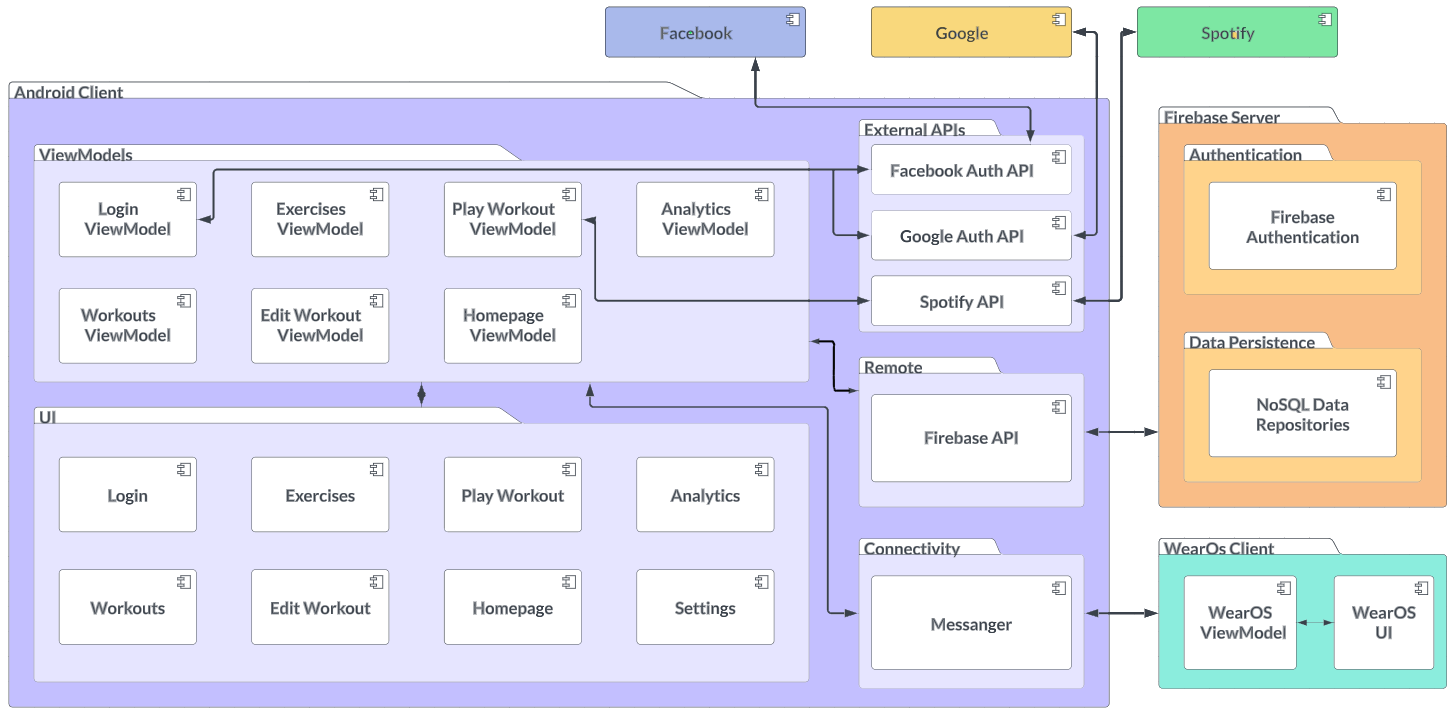 Facebook
Google
Spotify
Android Client
External APIs
Facebook Auth API
Google Auth API
Spotify API
ViewModels
Login
ViewModel
Exercises
ViewModel
Play Workout
ViewModel
Analytics
ViewModel
Workouts
ViewModel
Edit Workout
ViewModel
Homepage
ViewModel
UI
Login
Exercises
Play Workout
Analytics
Workouts
Edit Workout
Homepage
Settings
Remote
Firebase API
Connectivity
Messanger
Firebase Server
Authentication
Firebase
Authentication
Data Persistence
NoSQL Data
Repositories
WearOs Client
WearOS
ViewModel
WearOS
UI